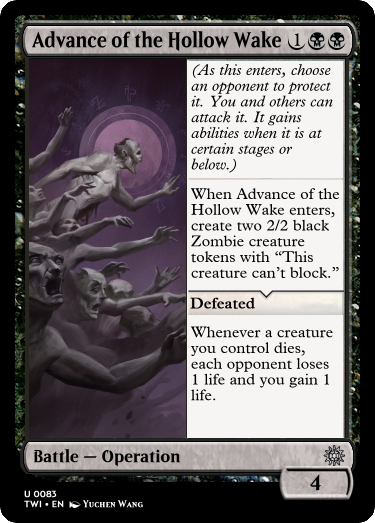 Advance of the Hollow Wake 1
(As this enters, choose
an opponent to protect
it. You and others can
attack it. It gains
abilities when it is at
certain stages or
below.)
When Advance of the
Hollow Wake enters,
create two 2/2 black
Zombie creature
tokens with “This
creature can’t block.”
Defeated
Whenever a creature
you control dies,
each opponent loses
1 life and you gain 1
life.
Battle — Operation
4
U 0083
TWI • EN Yuchen Wang